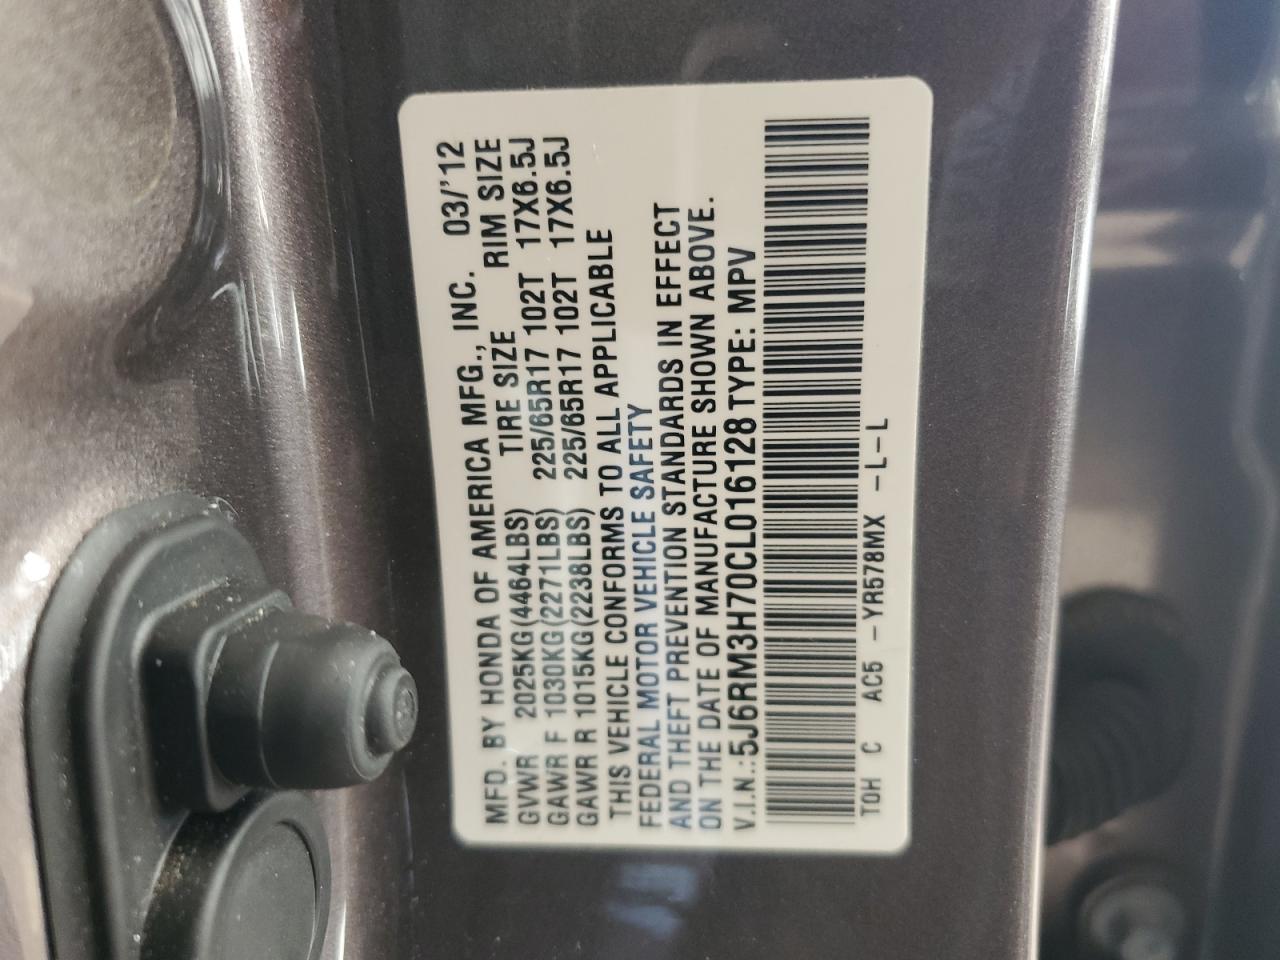 MFD. BY HONDA OF AMERICA MFG., INC. 03/'12
TIRE SIZE RIM SIZE
GVWR 2025KG(4464LBS)
GAWR F 1030KG(2271LBS) 225/65R17 102T 17X6.5J
GAWR R 1015KG(2238LBS) 225/65R17 102T 17X6.5J
THIS VEHICLE CONFORMS TO ALL APPLICABLE
FEDERAL MOTOR VEHICLE SAFETY
AND THEFT PREVENTION STANDARDS IN EFFECT
ON THE DATE OF MANUFACTURE SHOWN ABOVE.
V.I.N.:5J6RM3H70CL016128 TYPE: MPV
TOH C AC5 -YR578MX -L-L